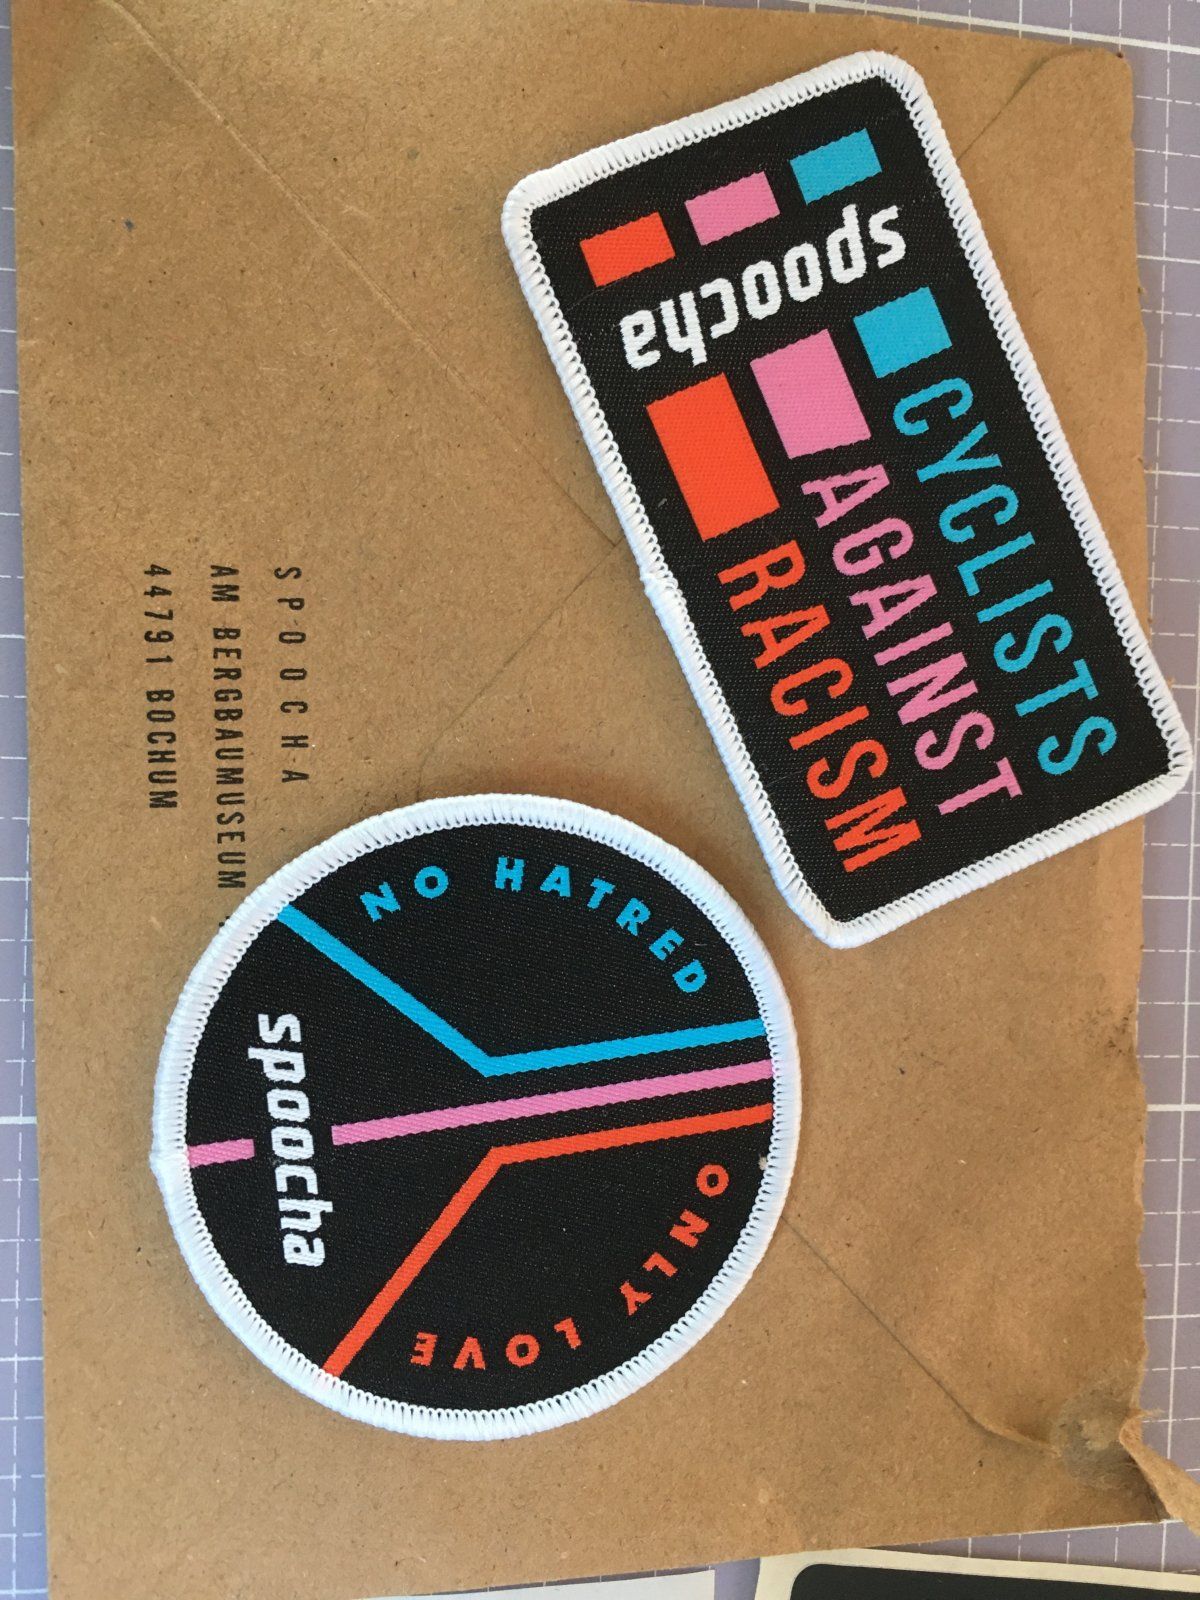 spoocha
CYCLISTS
AGAINST
RACISM
NO HATRED
ONLY LOVE
spoocha
SPOOCHA
AM BERGBAUMUSEUM
44791 BOCHUM